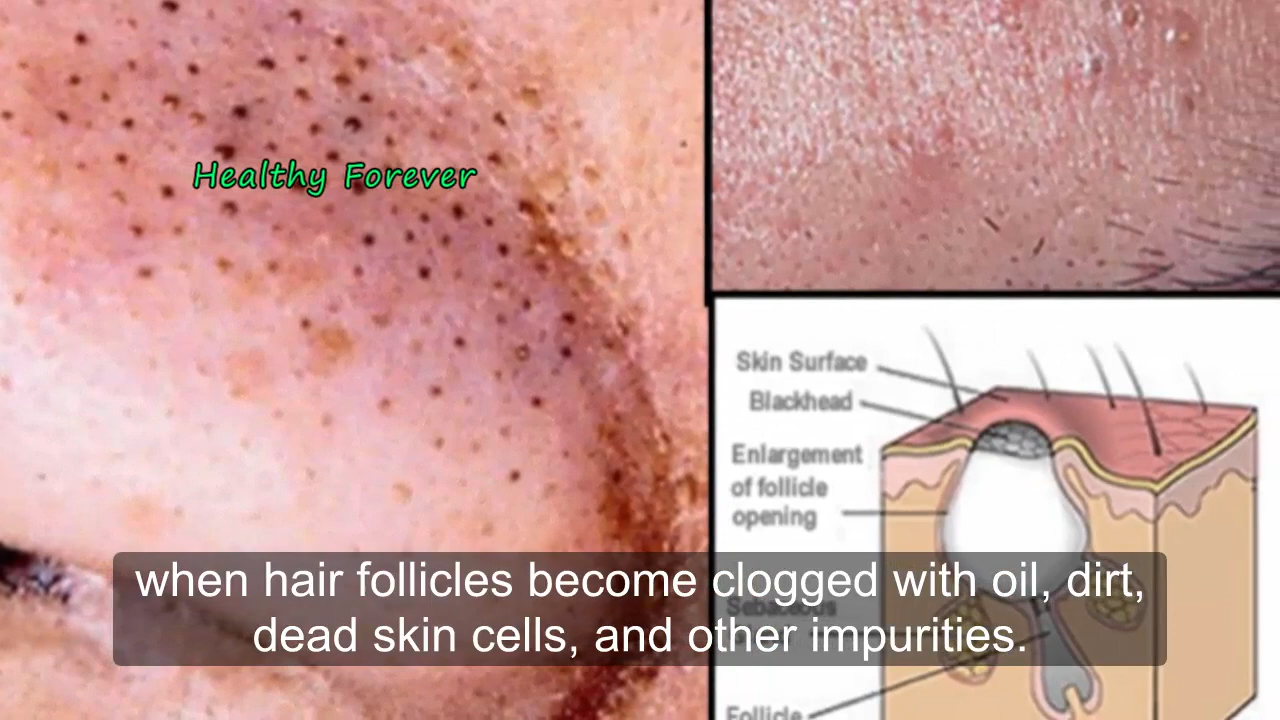 Healthy Forever
Skin Surface
Blackhead
Enlargement
of follicle
opening
Sebaceous
Follicle
when hair follicles become clogged with oil, dirt,
dead skin cells, and other impurities.